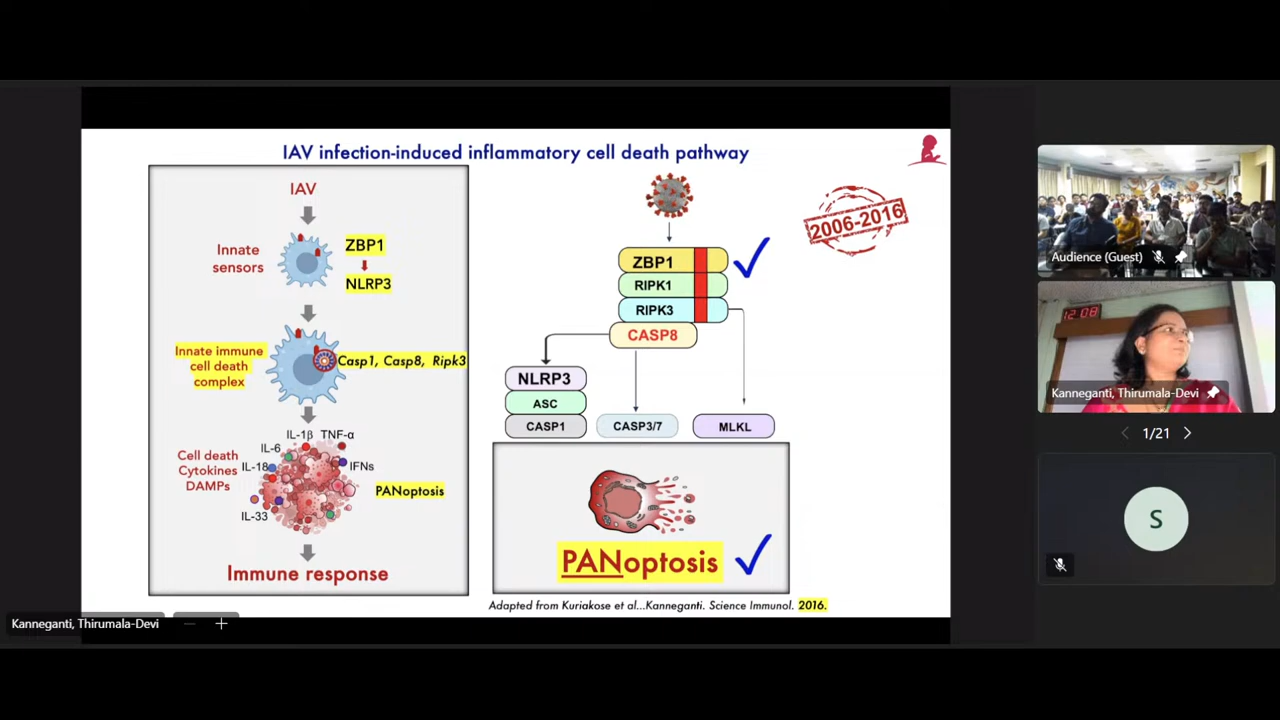 IAV infection-induced inflammatory cell death pathway
IAV
Innate
sensors
ZBP1
NLRP3
Innate immune
cell death
complex
Casp1, Casp8, Ripk3
Cell death
Cytokines
DAMPs
IL-1β TNF-α
IL-6
IL-18
IFNs
IL-33
PANoptosis
Immune response
2006-2016
ZBP1
RIPK1
RIPK3
CASP8
NLRP3
ASC
CASP1
CASP3/7
MLKL
PANoptosis
Adapted from Kuriakose et al...Kanneganti. Science Immunol. 2016.
Kanneganti, Thirumala-Devi
Audience (Guest)
12:08
Kanneganti, Thirumala-Devi
1/21
S